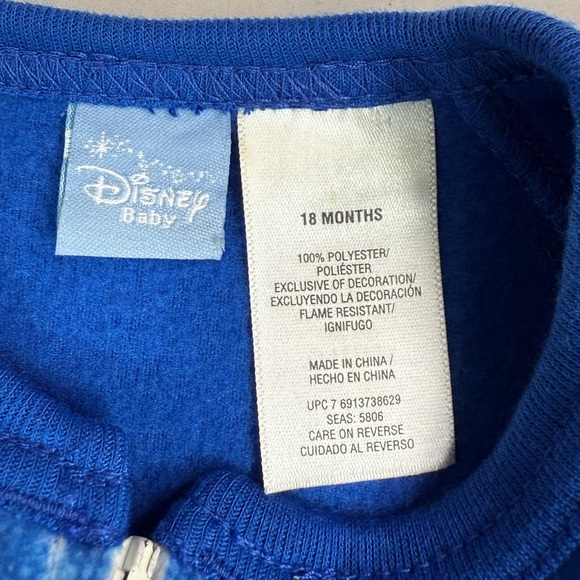 Disney
Baby
18 MONTHS
100% POLYESTER/
POLIÉSTER
EXCLUSIVE OF DECORATION/
EXCLUYENDO LA DECORACIÓN
FLAME RESISTANT/
IGNIFUGO
MADE IN CHINA /
HECHO EN CHINA
UPC 7 6913738629
SEAS: 5806
CARE ON REVERSE
CUIDADO AL REVERSO